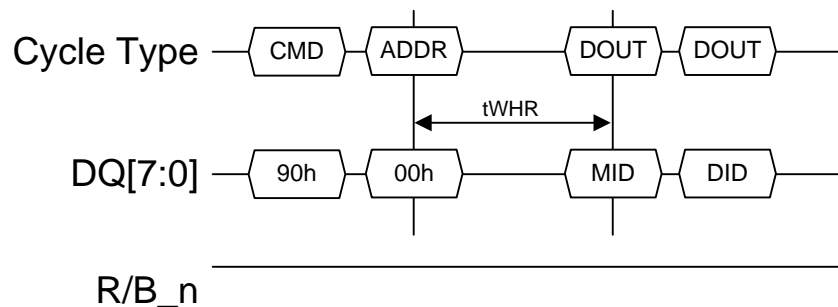 Cycle Type CMD ADDR DOUT DOUT
tWHR
DQ[7:0] 90h 00h MID DID
R/B_n